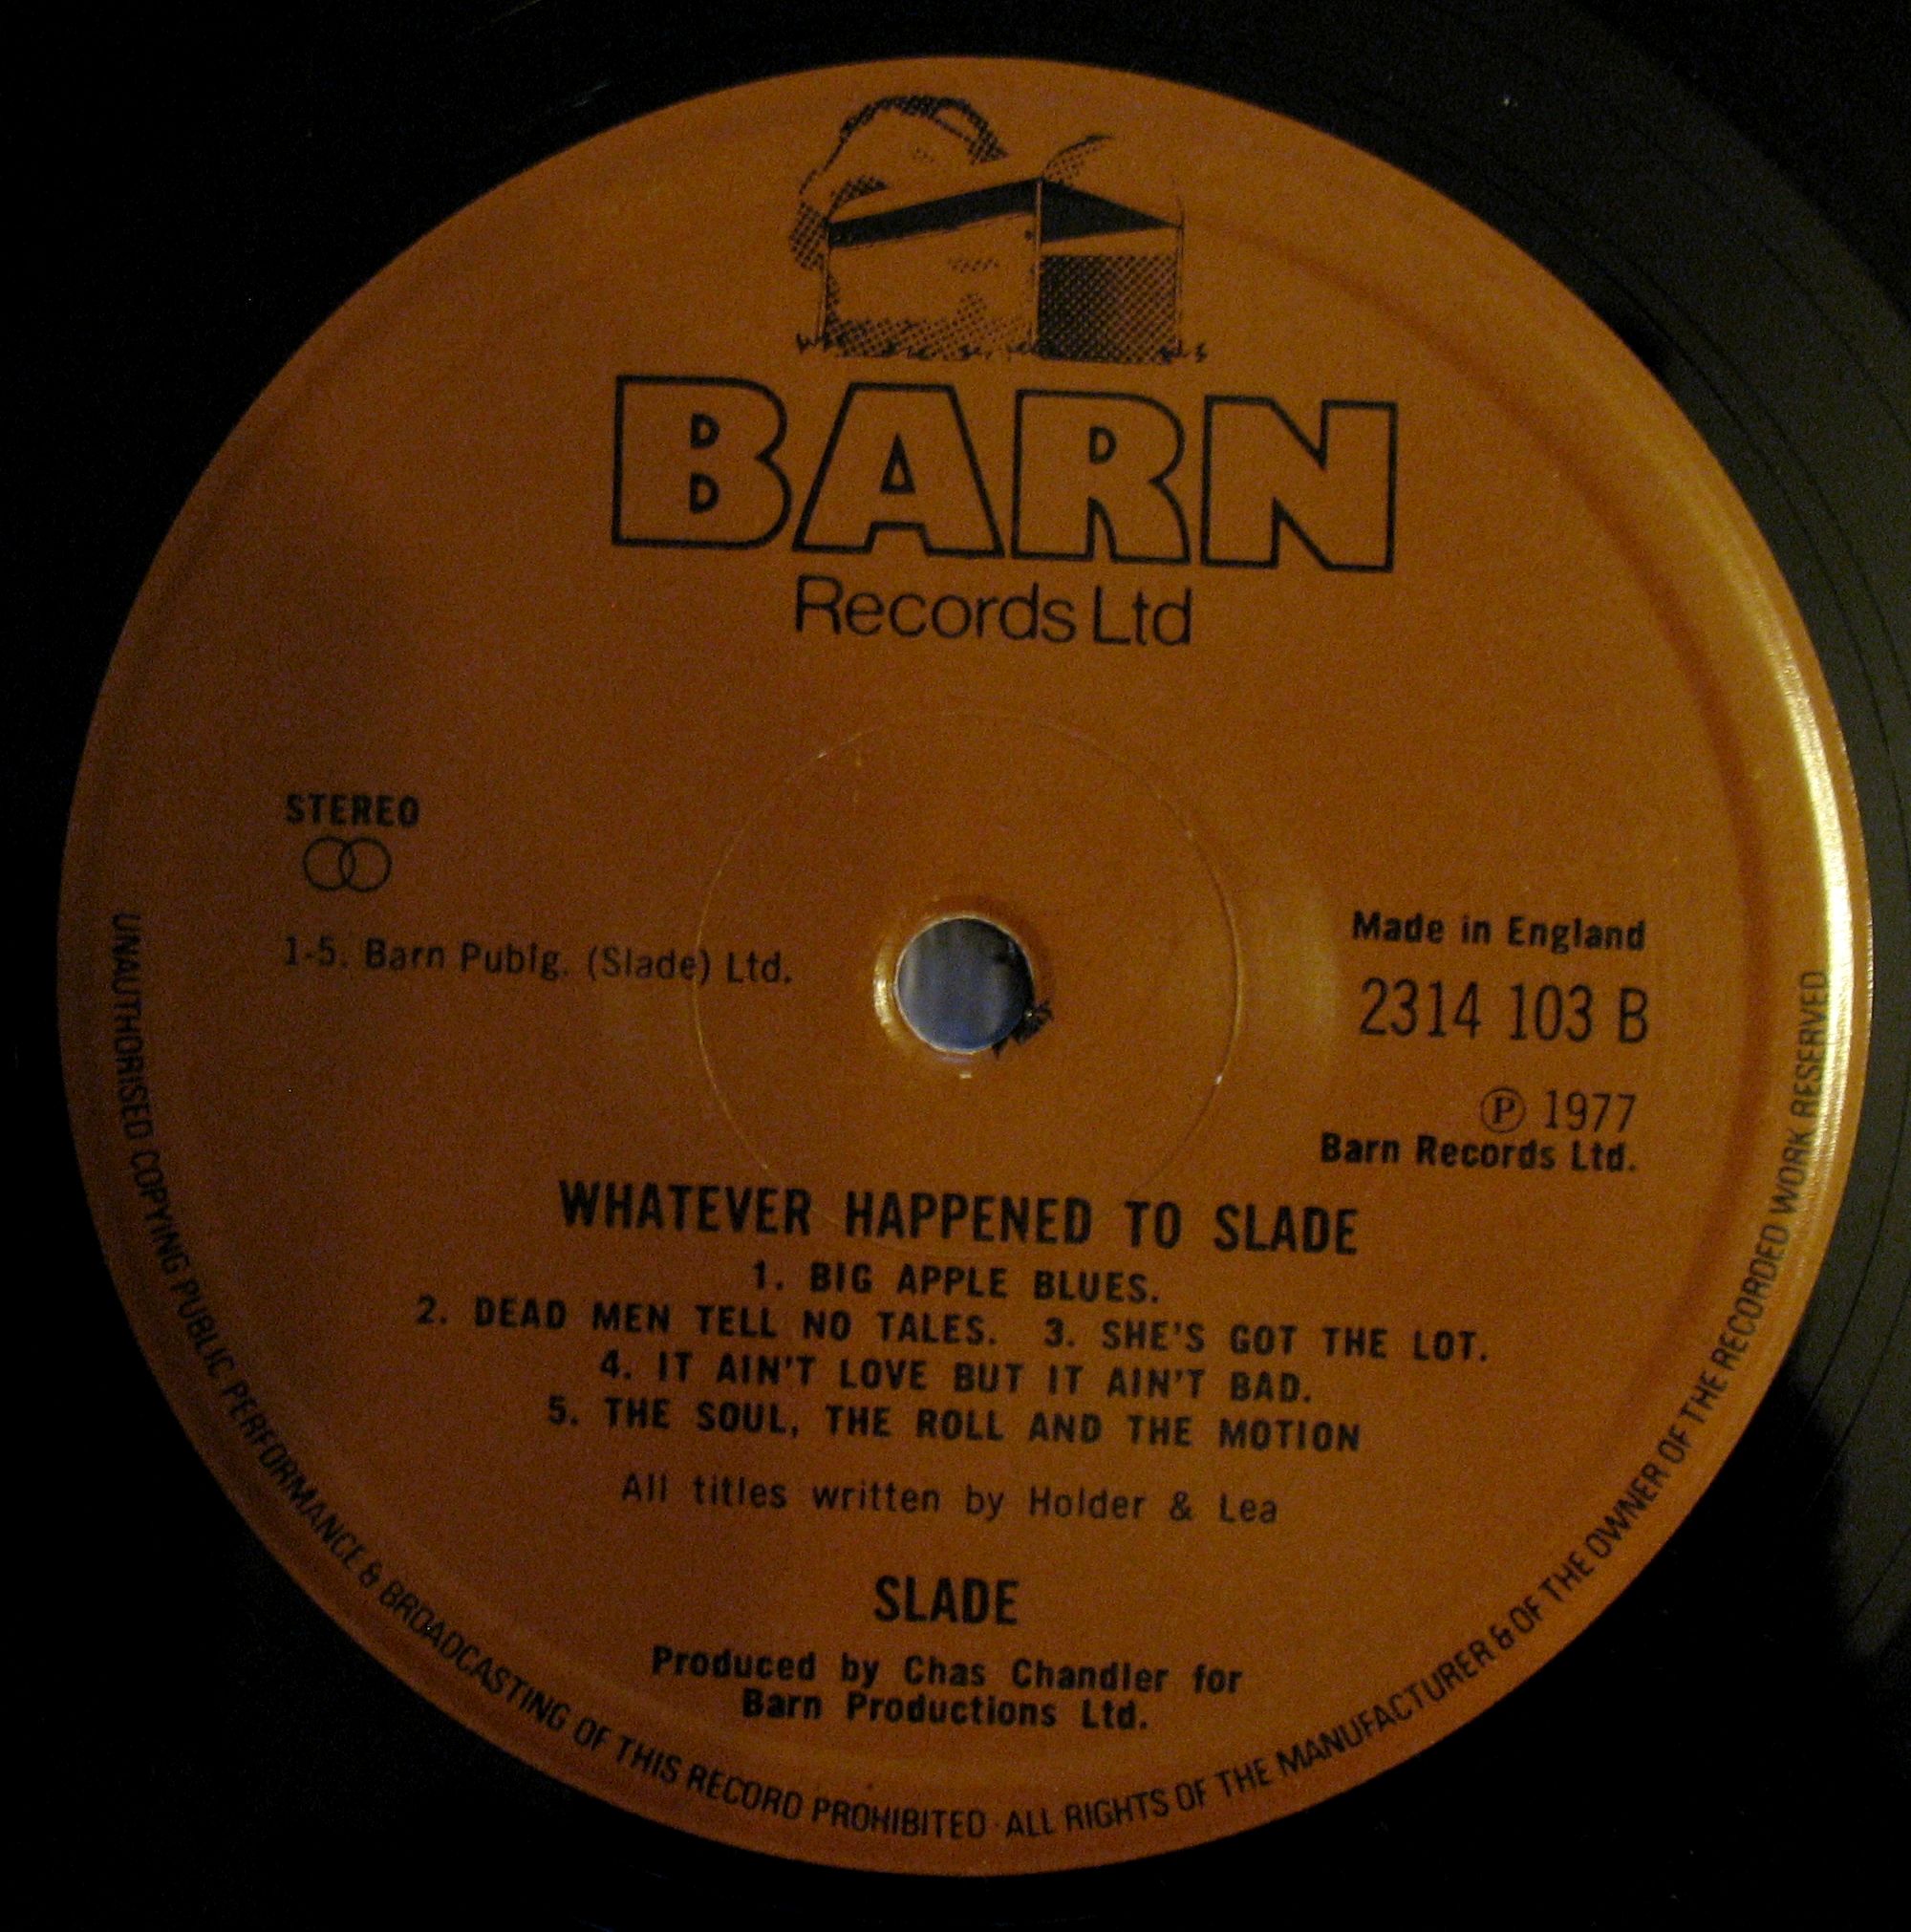 BARN
Records Ltd
STEREO
1-5. Barn Publg. (Slade) Ltd.
Made in England
2314 103 B
Ⓟ 1977
Barn Records Ltd.
WHATEVER HAPPENED TO SLADE
1. BIG APPLE BLUES.
2. DEAD MEN TELL NO TALES. 3. SHE'S GOT THE LOT.
4. IT AIN'T LOVE BUT IT AIN'T BAD.
5. THE SOUL, THE ROLL AND THE MOTION
All titles written by Holder & Lea
SLADE
Produced by Chas Chandler for
Barn Productions Ltd.
UNAUTHORISED COPYING PUBLIC PERFORMANCE & BROADCASTING OF THIS RECORD PROHIBITED · ALL RIGHTS OF THE MANUFACTURER & OF THE OWNER OF THE RECORDED WORK RESERVED